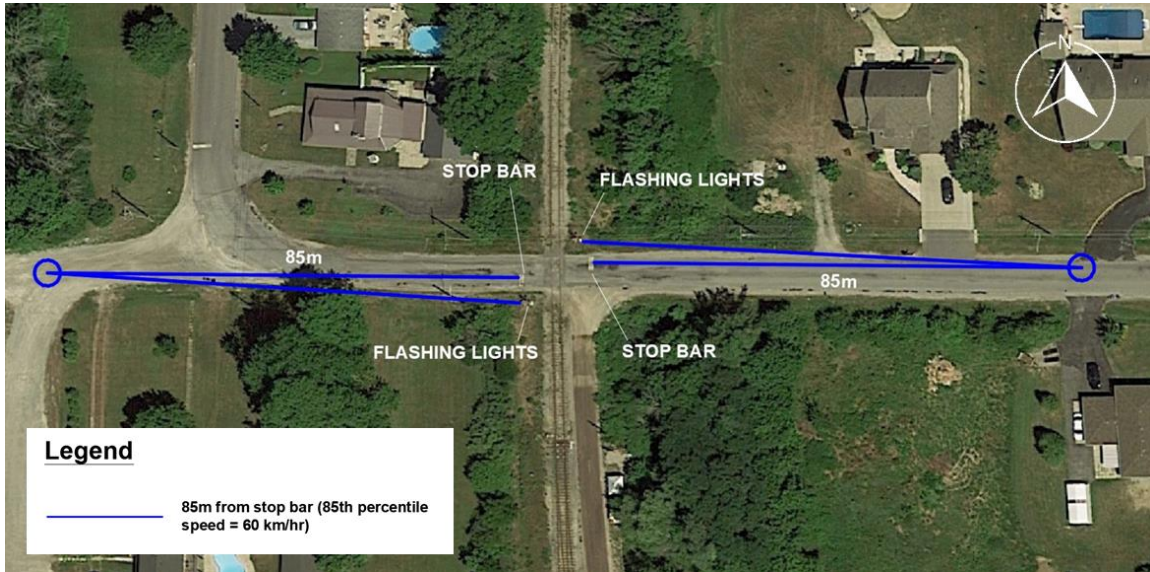 N
STOP BAR
FLASHING LIGHTS
85m
85m
FLASHING LIGHTS
STOP BAR
Legend
85m from stop bar (85th percentile
speed = 60 km/hr)